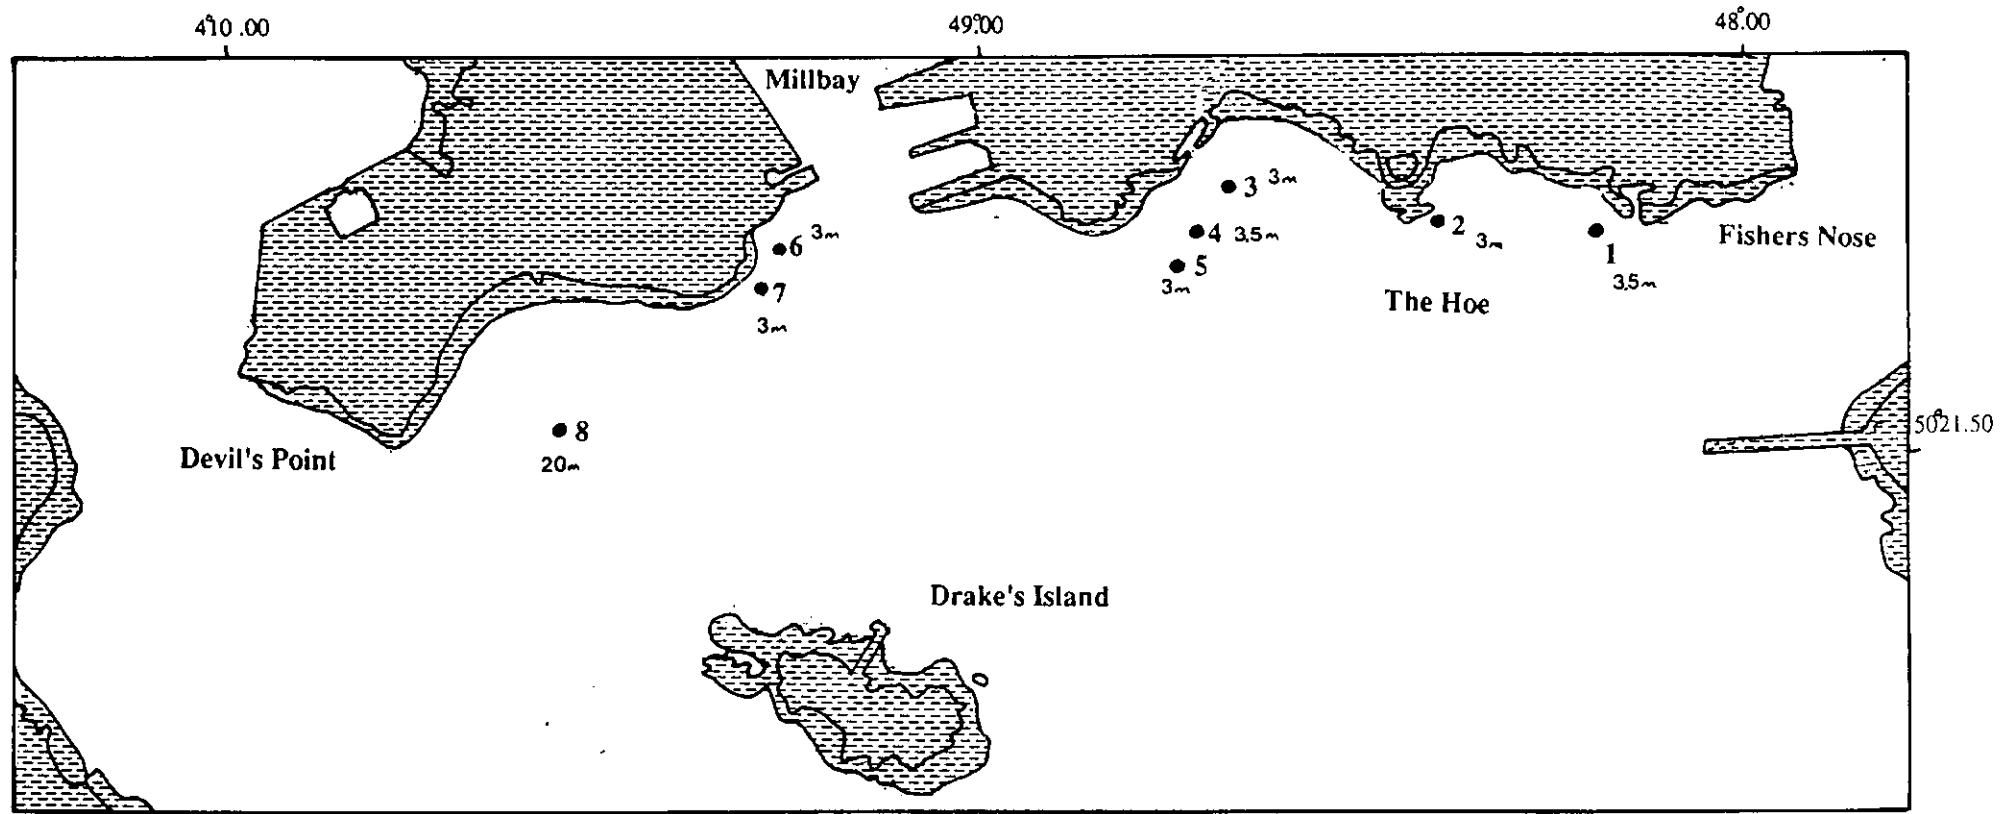 4°10.00 49°00 48°.00
Millbay
3 3m
6 3m
4 3.5m
2 3m
1 3.5m
Fishers Nose
5 3m
7 3m
The Hoe
8 20m
Devil's Point
50°21.50
Drake's Island